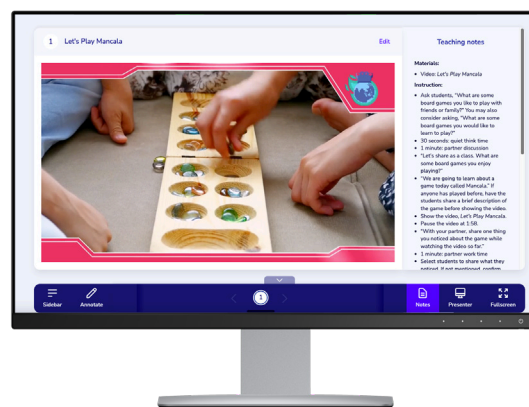 1 Let's Play Mancala
Edit
Teaching notes
Materials:
• Video: Let's Play Mancala
Instruction:
• Ask students, "What are some
board games you like to play with
friends or family?" You may also
consider asking, "What are some
board games you would like to
learn to play?"
• 30 seconds: quiet think time
• 1 minute: partner discussion
• "Let's share as a class. What are
some board games you enjoy
playing?"
• "We are going to learn about a
game today called Mancala." If
anyone has played before, have the
students share a brief description of
the game before showing the video.
• Show the video, Let's Play Mancala.
• Pause the video at 1:58.
• "With your partner, share one thing
you noticed about the game while
watching the video so far."
• 1 minute: partner work time
• Select students to share what they
noticed. If not mentioned, confirm
Sidebar
Annotate
1
Notes
Presenter
Fullscreen